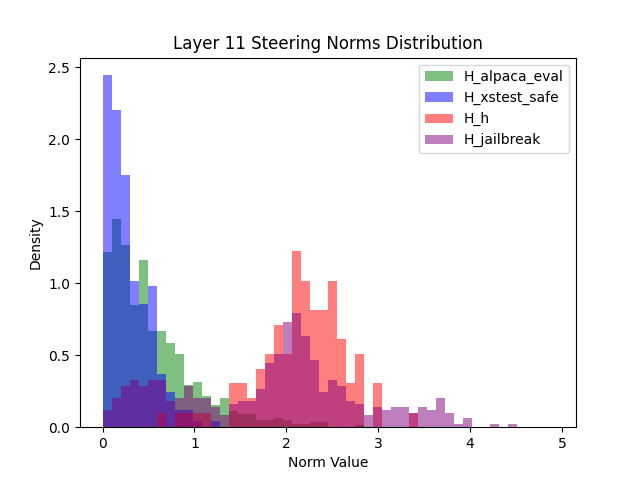 Layer 11 Steering Norms Distribution
2.5
2.0
1.5
1.0
0.5
0.0
Density
H_alpaca_eval
H_xstest_safe
H_h
H_jailbreak
0 1 2 3 4 5
Norm Value